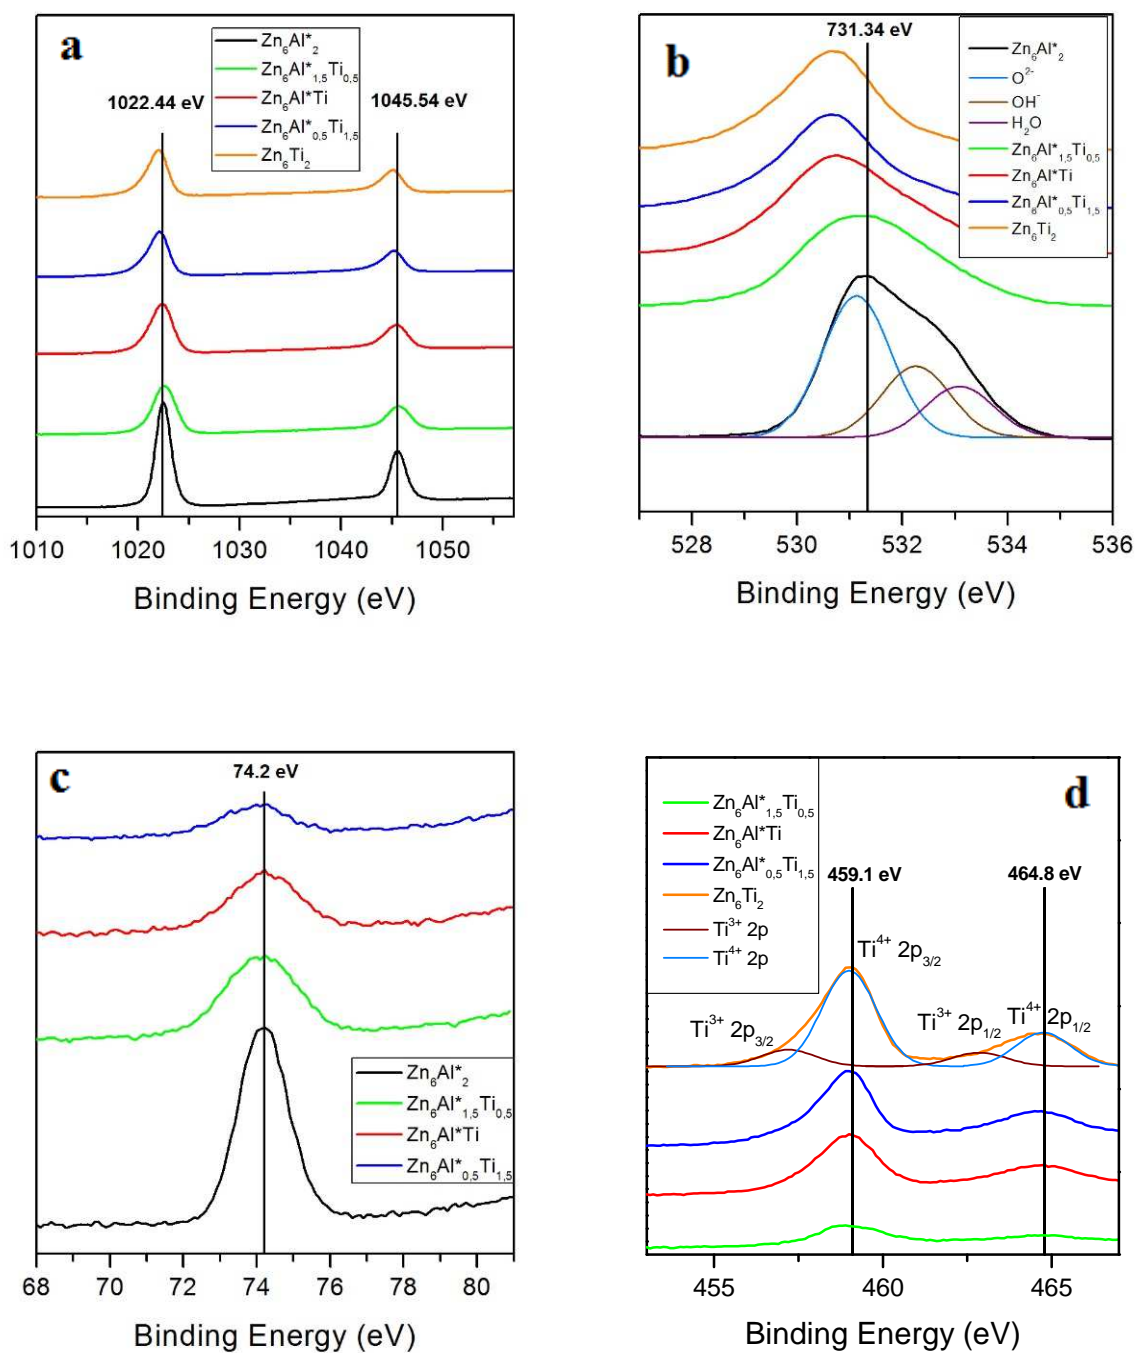 a
Zn₆Al*₂
Zn₆Al*₁,₅Ti₀,₅
Zn₆Al*Ti
Zn₆Al*₀,₅Ti₁,₅
Zn₆Ti₂
1022.44 eV
1045.54 eV
1010 1020 1030 1040 1050
Binding Energy (eV)
b
731.34 eV
Zn₆Al*₂
O²⁻
OH⁻
H₂O
Zn₆Al*₁,₅Ti₀,₅
Zn₆Al*Ti
Zn₆Al*₀,₅Ti₁,₅
Zn₆Ti₂
528 530 532 534 536
Binding Energy (eV)
c
74.2 eV
Zn₆Al*₂
Zn₆Al*₁,₅Ti₀,₅
Zn₆Al*Ti
Zn₆Al*₀,₅Ti₁,₅
68 70 72 74 76 78 80
Binding Energy (eV)
d
Zn₆Al*₁,₅Ti₀,₅
Zn₆Al*Ti
Zn₆Al*₀,₅Ti₁,₅
Zn₆Ti₂
Ti³⁺ 2p
Ti⁴⁺ 2p
459.1 eV
464.8 eV
Ti⁴⁺ 2p₃/₂
Ti³⁺ 2p₃/₂
Ti³⁺ 2p₁/₂
Ti⁴⁺ 2p₁/₂
455 460 465
Binding Energy (eV)